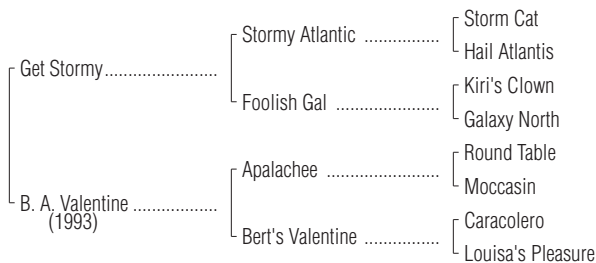 Storm Cat
Stormy Atlantic ..................
Hail Atlantis
Get Stormy...........................
Kiri's Clown
Foolish Gal .........................
Galaxy North
Round Table
Apalachee ...........................
Moccasin
B. A. Valentine ....................
(1993)
Caracolero
Bert's Valentine ..................
Louisa's Pleasure